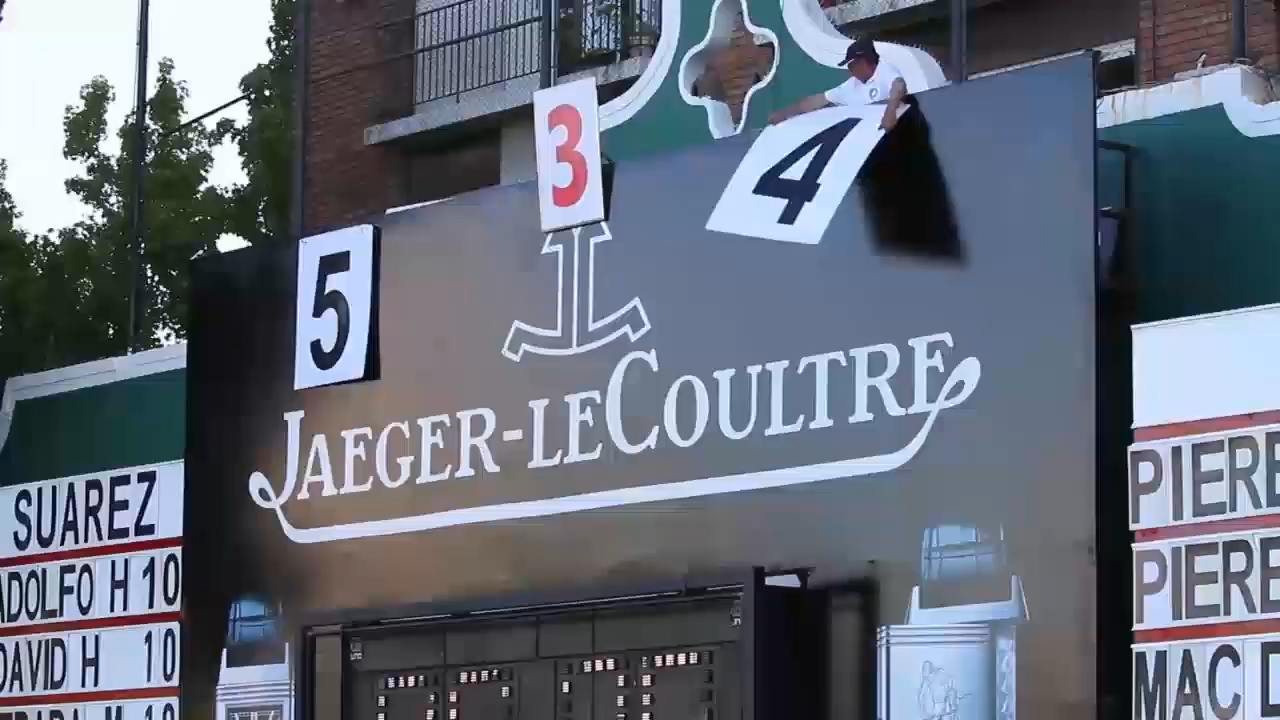 3
4
5
JAEGER-LECOULTRE
SUAREZ
ADOLFO H 10
DAVID H 10
PIERE
PIERE
MAC D